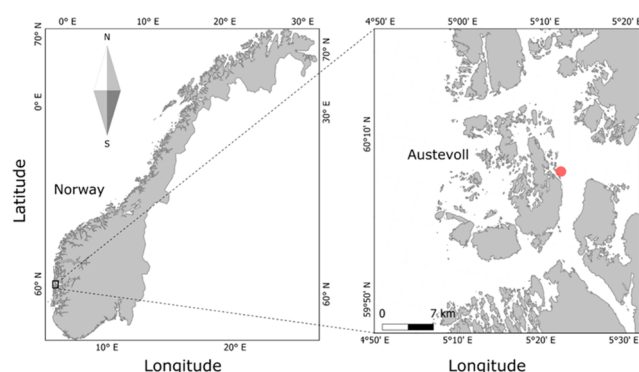 0° E 10° E 20° E 30° E
4°50' E 5°00' E 5°10' E 5°20' E
70° N
N
70° N
0° E
30° E
S
60°10' N
Austevoll
Norway
Latitude
60° N
60° N
59°50' N
0 7 km
10° E 20° E
4°50' E 5°10' E 5°20' E 5°30' E
Longitude Longitude